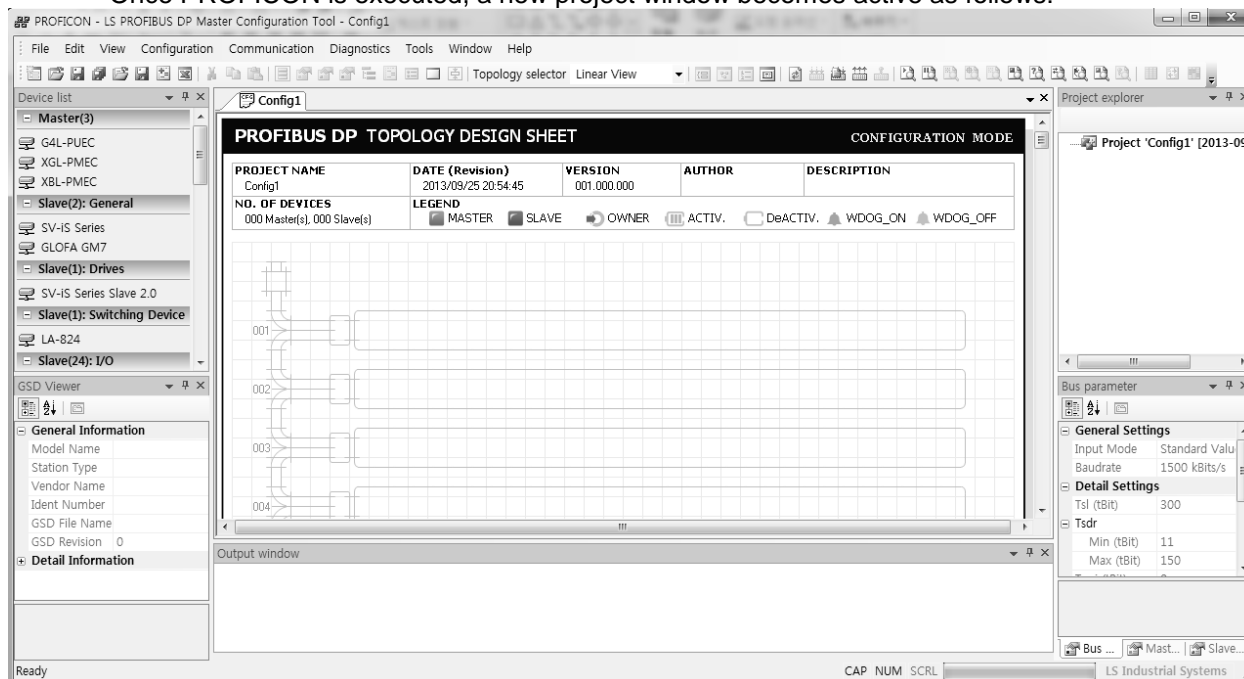 Once PROFICON is executed, a new project window becomes active as follows.
PROFICON - LS PROFIBUS DP Master Configuration Tool - Config1
File Edit View Configuration Communication Diagnostics Tools Window Help
Topology selector Linear View
Device list
Master(3)
G4L-PUEC
XGL-PMEC
XBL-PMEC
Slave(2): General
SV-iS Series
GLOFA GM7
Slave(1): Drives
SV-iS Series Slave 2.0
Slave(1): Switching Device
LA-824
Slave(24): I/O
GSD Viewer
General Information
Model Name
Station Type
Vendor Name
Ident Number
GSD File Name
GSD Revision 0
Detail Information
Config1
PROFIBUS DP TOPOLOGY DESIGN SHEET
CONFIGURATION MODE
PROJECT NAME DATE (Revision) VERSION AUTHOR DESCRIPTION
Config1 2013/09/25 20:54:45 001.000.000
NO. OF DEVICES LEGEND
000 Master(s), 000 Slave(s) MASTER SLAVE OWNER ACTIV. DeACTIV. WDOG_ON WDOG_OFF
001
002
003
004
Output window
Project explorer
Project 'Config1' [2013-09
Bus parameter
General Settings
Input Mode Standard Valu
Baudrate 1500 kBits/s
Detail Settings
Tsl (tBit) 300
Tsdr
Min (tBit) 11
Max (tBit) 150
Bus ... Mast... Slave...
Ready
CAP NUM SCRL
LS Industrial Systems